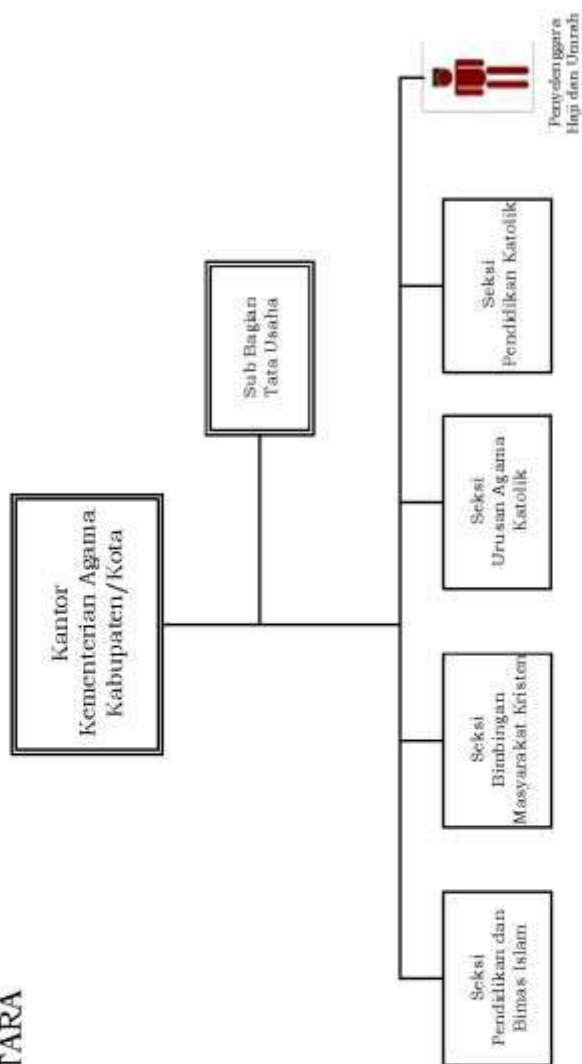 TARA
Kantor
Kementerian Agama
Kabupaten/Kota
Sub Bagian
Tata Usaha
Seksi
Pendidikan dan
Bimas Islam
Seksi
Bimbingan
Masyarakat Kristen
Seksi
Urusan Agama
Katolik
Seksi
Pendidikan Katolik
Penyelenggara
Haji dan Umrah